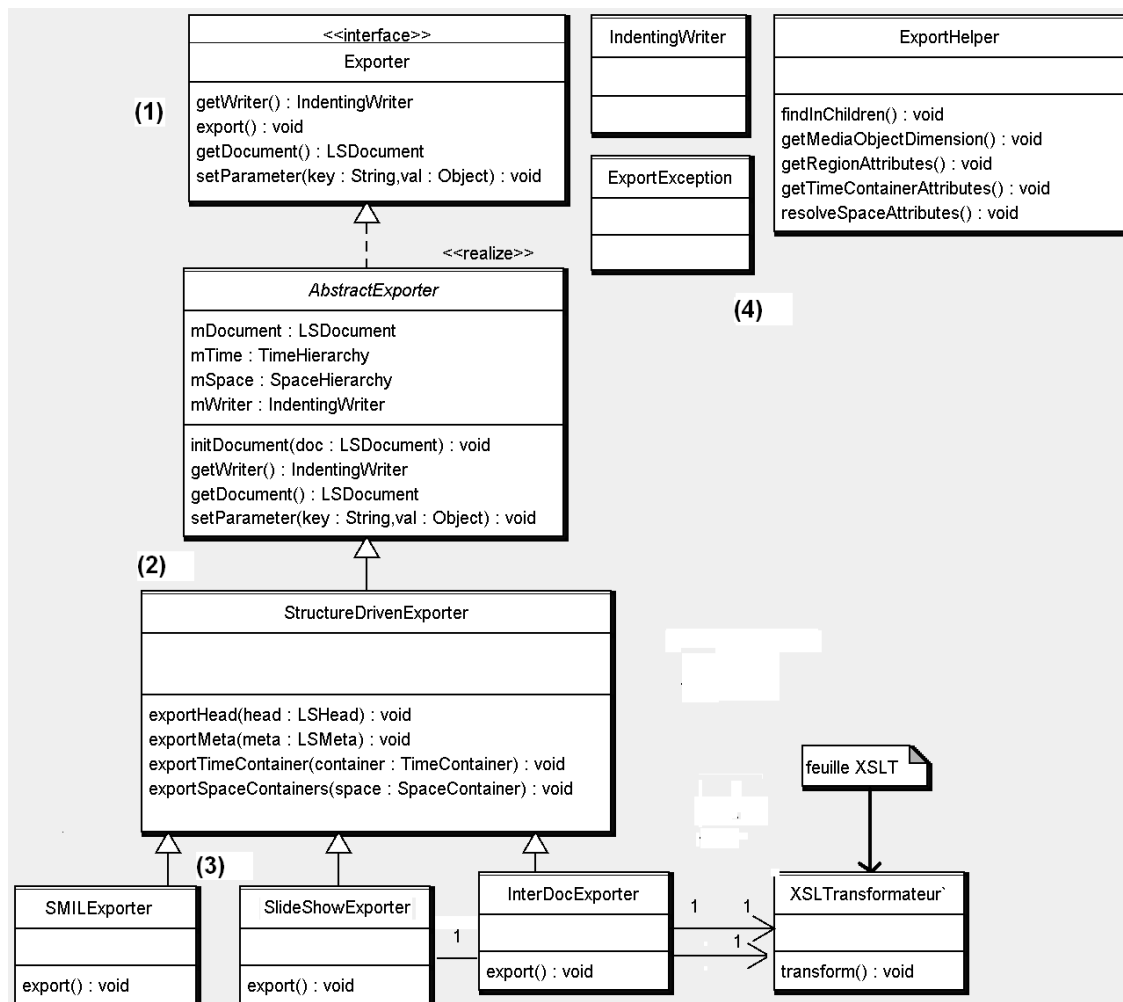 <<interface>>
Exporter
getWriter() : IndentingWriter
export() : void
getDocument() : LSDocument
setParameter(key : String,val : Object) : void
(1)
IndentingWriter
ExportException
ExportHelper
findInChildren() : void
getMediaObjectDimension() : void
getRegionAttributes() : void
getTimeContainerAttributes() : void
resolveSpaceAttributes() : void
(4)
<<realize>>
AbstractExporter
mDocument : LSDocument
mTime : TimeHierarchy
mSpace : SpaceHierarchy
mWriter : IndentingWriter
initDocument(doc : LSDocument) : void
getWriter() : IndentingWriter
getDocument() : LSDocument
setParameter(key : String,val : Object) : void
(2)
StructureDrivenExporter
exportHead(head : LSHead) : void
exportMeta(meta : LSMeta) : void
exportTimeContainer(container : TimeContainer) : void
exportSpaceContainers(space : SpaceContainer) : void
feuille XSLT
(3)
SMILExporter
export() : void
SlideShowExporter
export() : void
1
InterDocExporter
export() : void
1 1
1
XSLTransformateur`
transform() : void